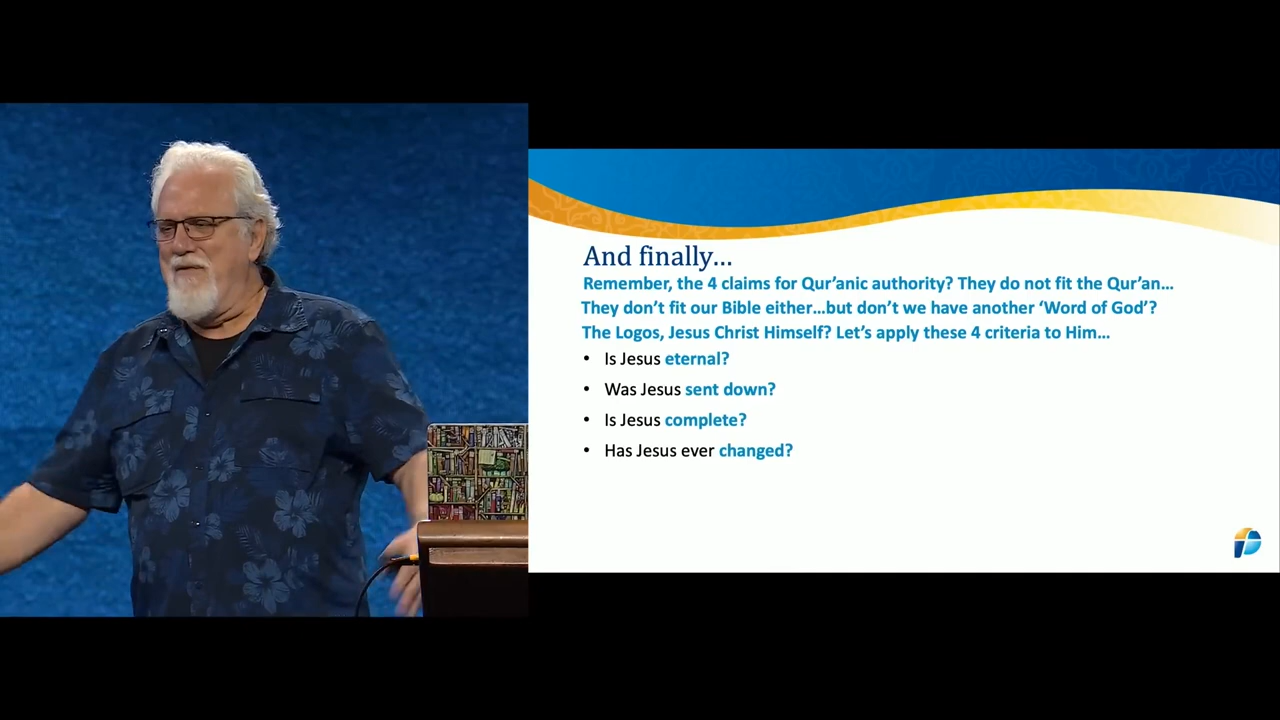 And finally...
Remember, the 4 claims for Qur’anic authority? They do not fit the Qur’an…
They don’t fit our Bible either…but don’t we have another ‘Word of God’?
The Logos, Jesus Christ Himself? Let’s apply these 4 criteria to Him…
• Is Jesus eternal?
• Was Jesus sent down?
• Is Jesus complete?
• Has Jesus ever changed?